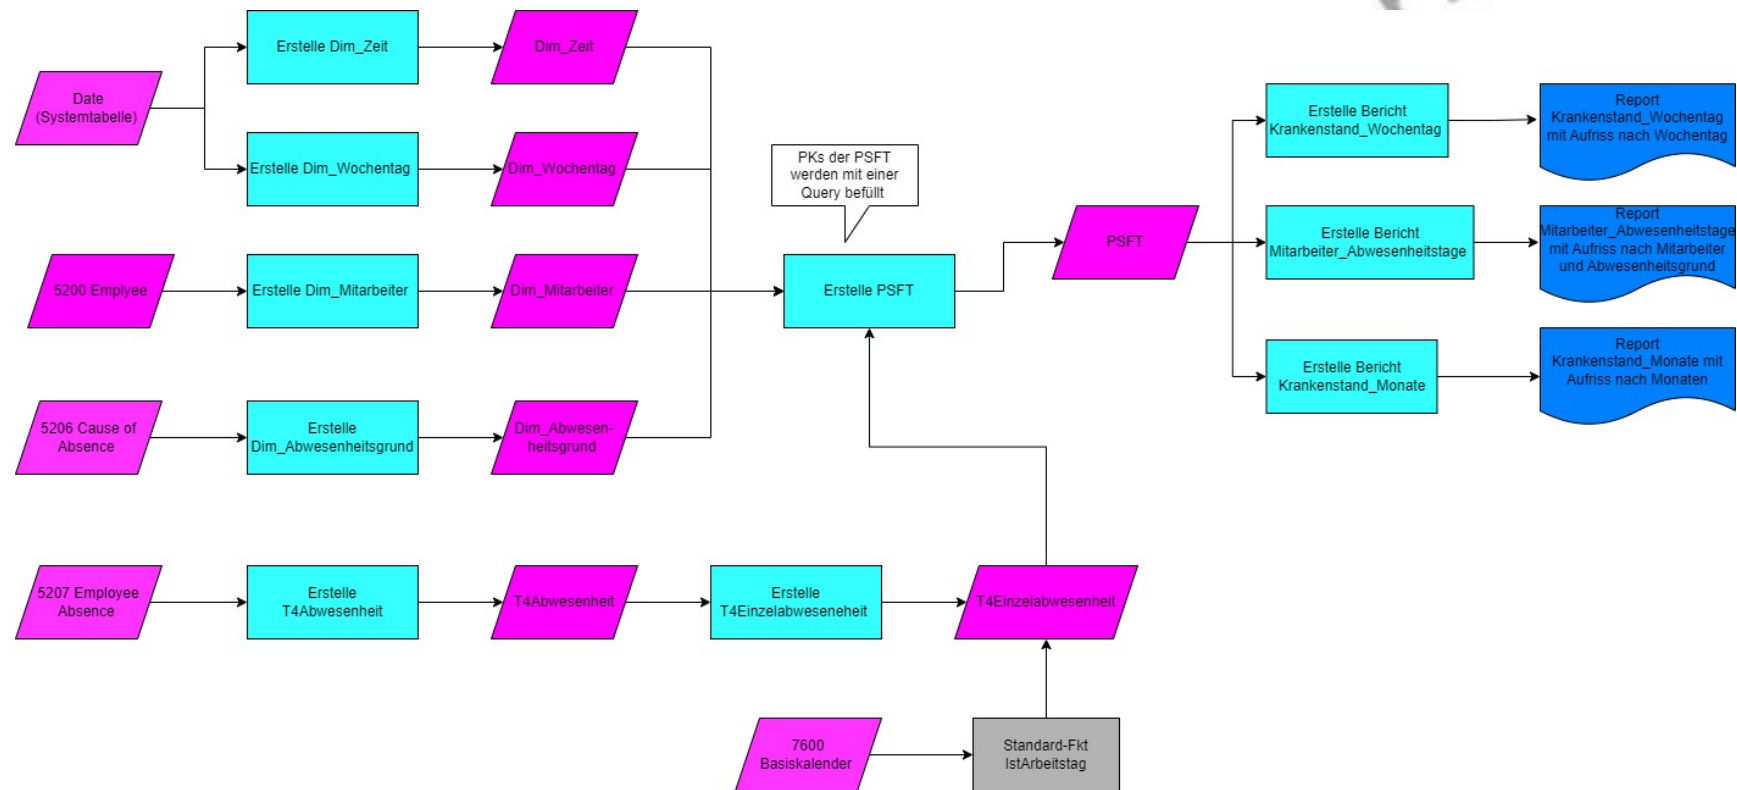 Erstelle Dim_Zeit
Dim_Zeit
Date
(Systemtabelle)
Erstelle Dim_Wochentag
Dim_Wochentag
PKs der PSFT
werden mit einer
Query befüllt
5200 Emplyee
Erstelle Dim_Mitarbeiter
Dim_Mitarbeiter
Erstelle PSFT
PSFT
Erstelle Bericht
Krankenstand_Wochentag
Report
Krankenstand_Wochentag
mit Aufriss nach Wochentag
Erstelle Bericht
Mitarbeiter_Abwesenheitstage
Report
Mitarbeiter_Abwesenheitstage
mit Aufriss nach Mitarbeiter
und Abwesenheitsgrund
Erstelle Bericht
Krankenstand_Monate
Report
Krankenstand_Monate mit
Aufriss nach Monaten
5206 Cause of
Absence
Erstelle
Dim_Abwesenheitsgrund
Dim_Abwesen-
heitsgrund
5207 Employee
Absence
Erstelle
T4Abwesenheit
T4Abwesenheit
Erstelle
T4Einzelabweseneheit
T4Einzelabwesenheit
7600
Basiskalender
Standard-Fkt
IstArbeitstag